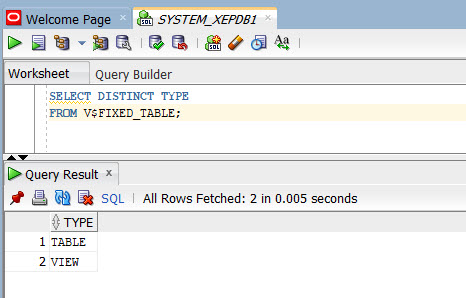 Welcome Page
SYSTEM_XEPDB1
Worksheet Query Builder
SELECT DISTINCT TYPE
FROM V$FIXED_TABLE;
Query Result
SQL All Rows Fetched: 2 in 0.005 seconds
TYPE
1 TABLE
2 VIEW